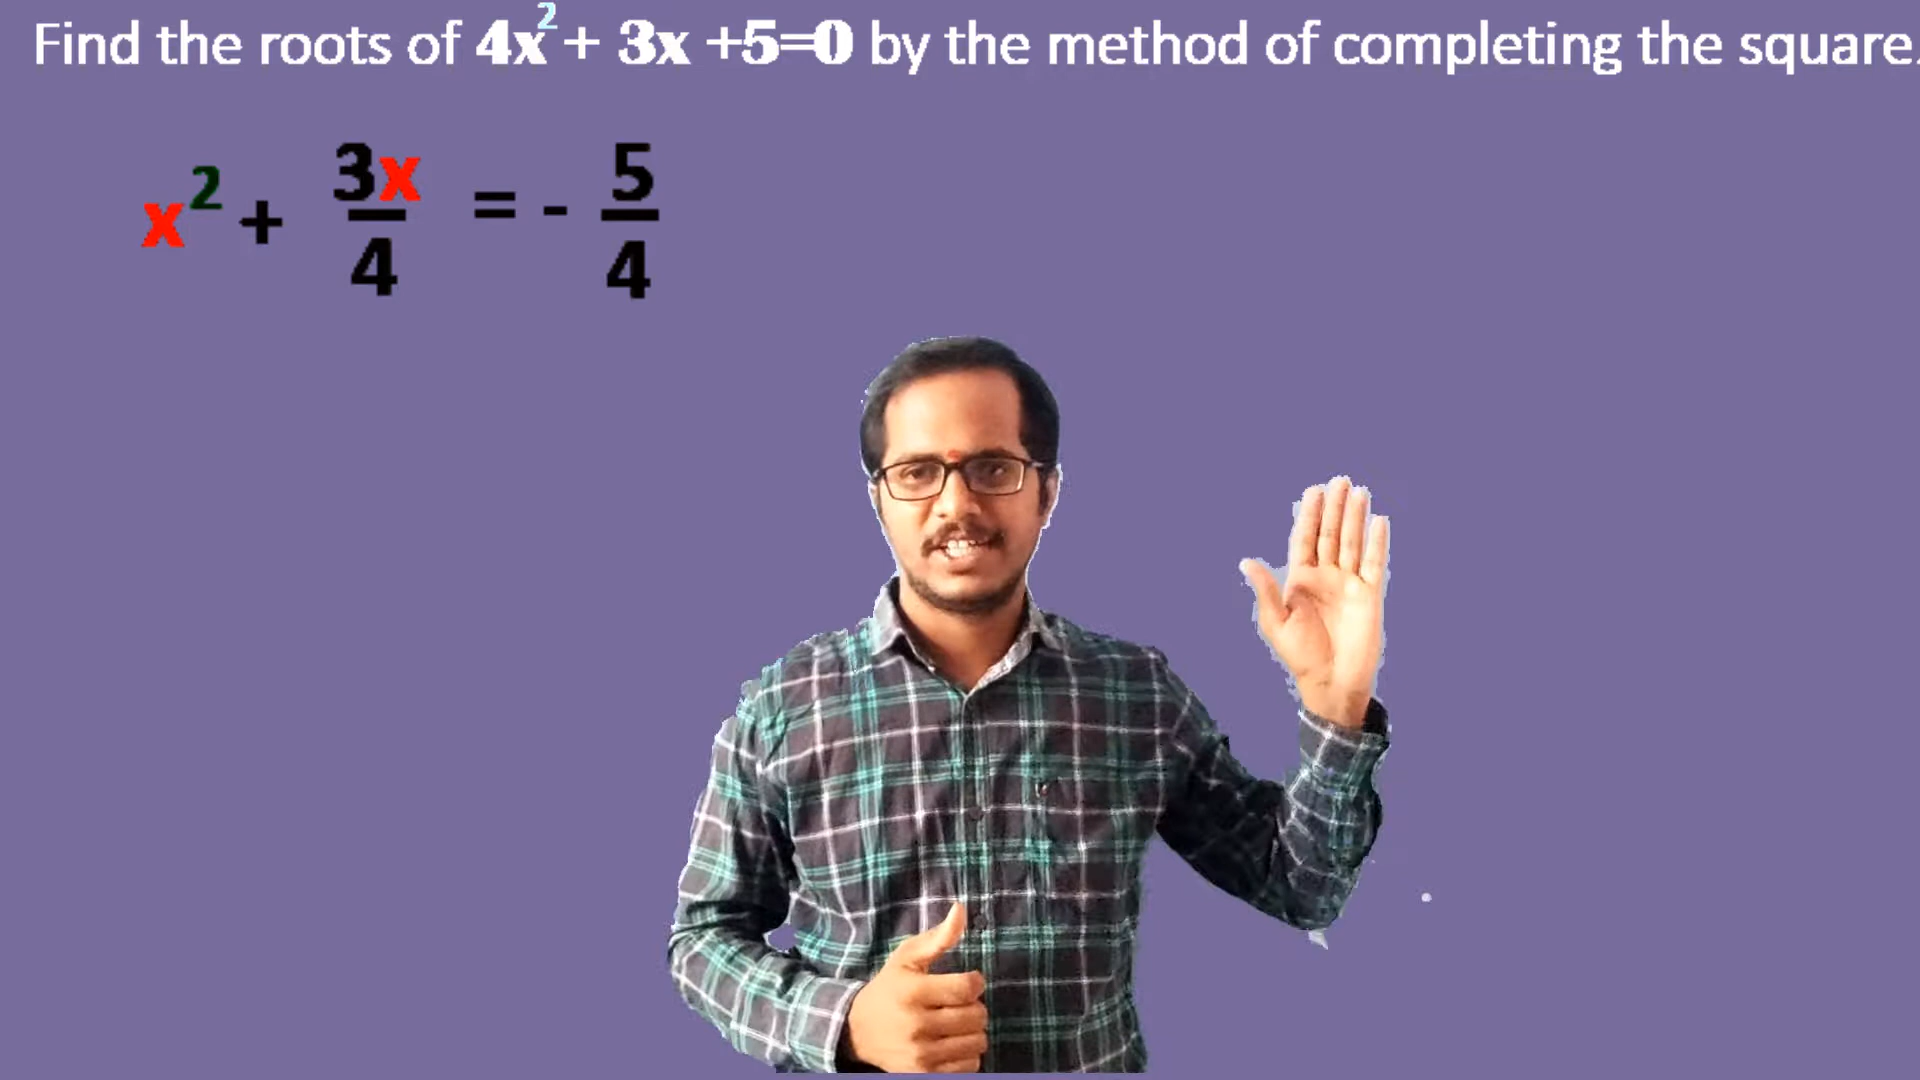 Find the roots of 4x² + 3x +5=0 by the method of completing the square.
x² + 3x/4 = - 5/4